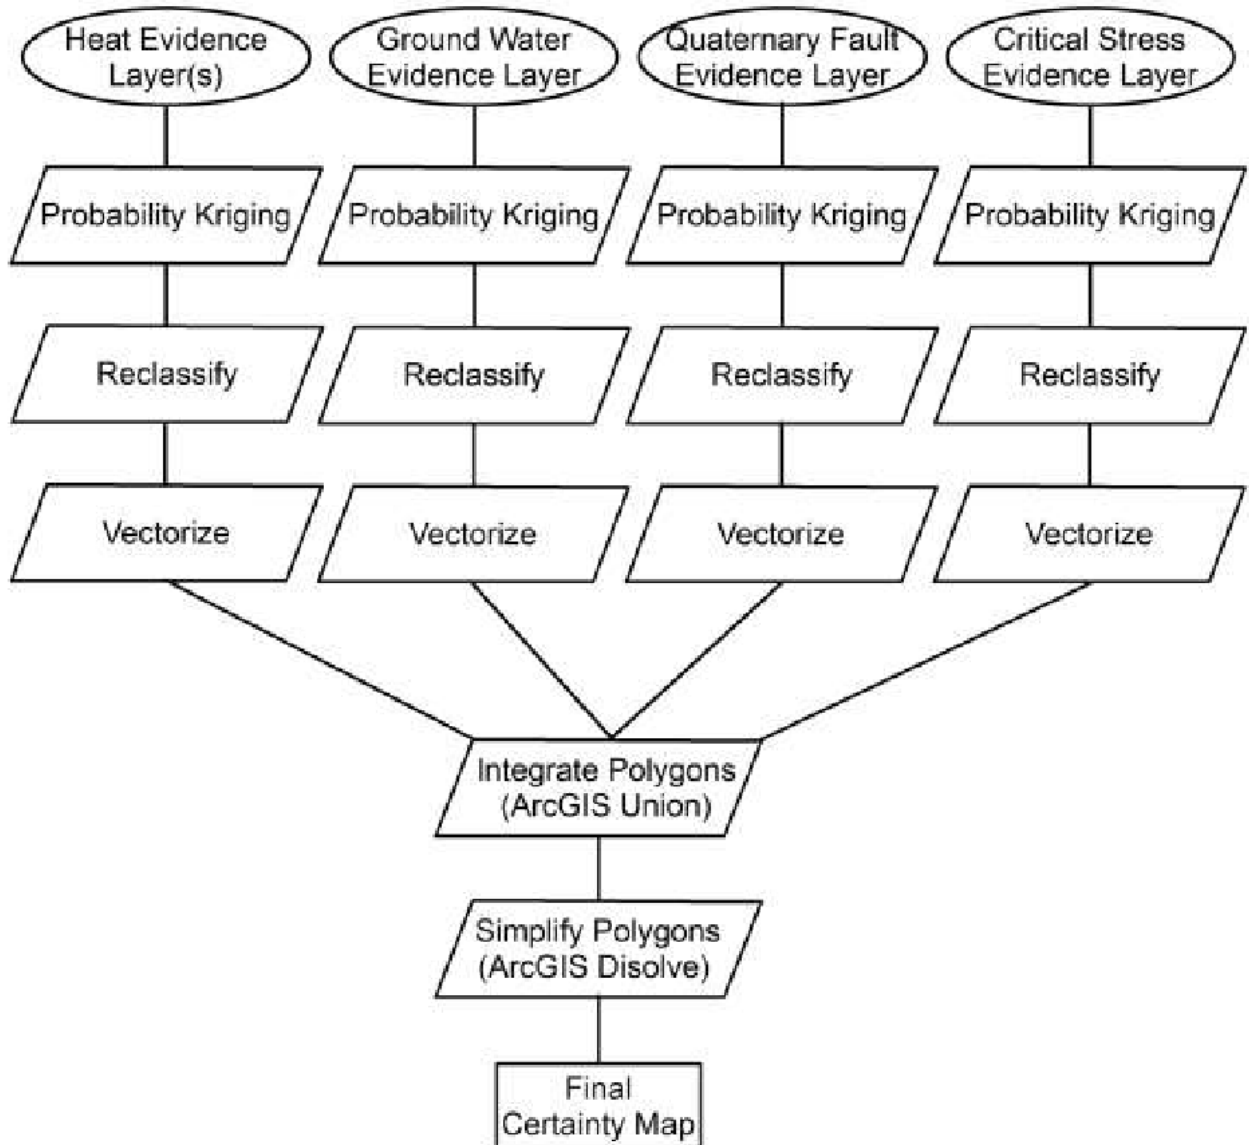 Heat Evidence
Layer(s)
Ground Water
Evidence Layer
Quaternary Fault
Evidence Layer
Critical Stress
Evidence Layer
Probability Kriging
Probability Kriging
Probability Kriging
Probability Kriging
Reclassify
Reclassify
Reclassify
Reclassify
Vectorize
Vectorize
Vectorize
Vectorize
Integrate Polygons
(ArcGIS Union)
Simplify Polygons
(ArcGIS Disolve)
Final
Certainty Map